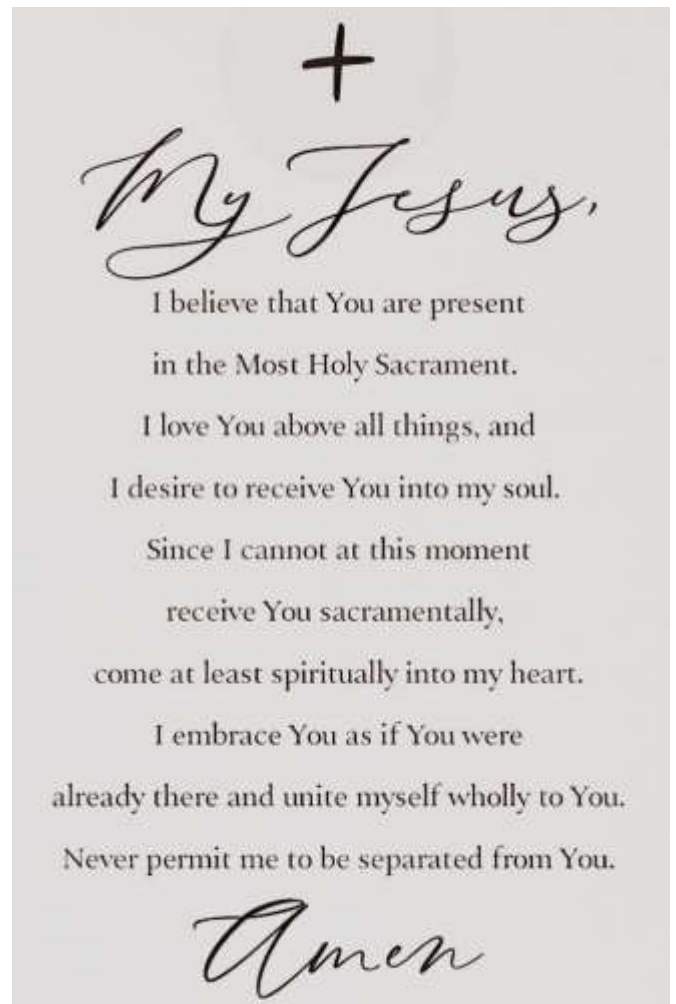 My Jesus,
I believe that You are present
in the Most Holy Sacrament.
I love You above all things, and
I desire to receive You into my soul.
Since I cannot at this moment
receive You sacramentally,
come at least spiritually into my heart.
I embrace You as if You were
already there and unite myself wholly to You.
Never permit me to be separated from You.
Amen